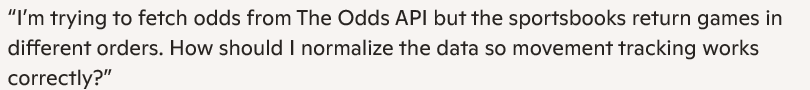 “I’m trying to fetch odds from The Odds API but the sportsbooks return games in
different orders. How should I normalize the data so movement tracking works
correctly?”